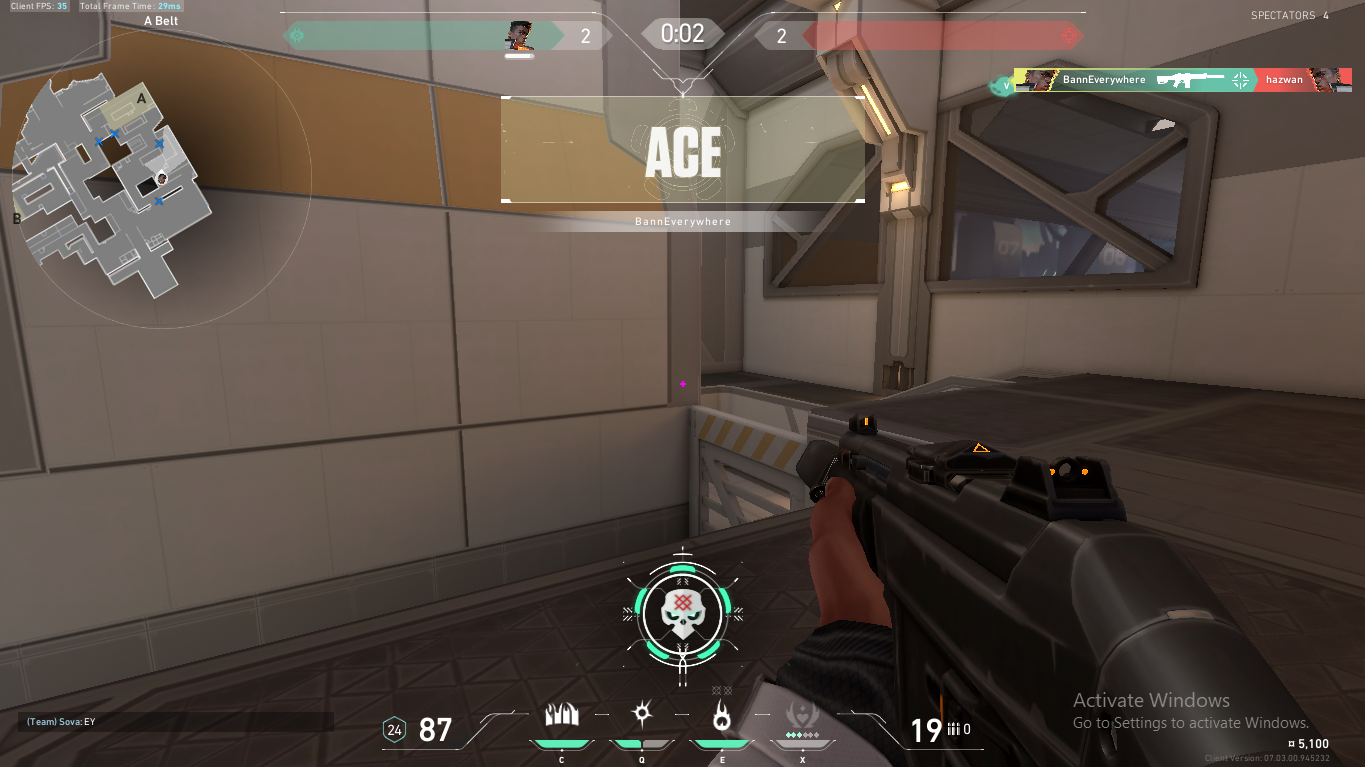 Client FPS: 35 Total Frame Time: 29ms
A Belt
2 0:02 2
SPECTATORS 4
V BannEverywhere hazwan
ACE
BannEverywhere
A
B
07
(Team) Sova: EY
24 87
19 0
C Q E X
Activate Windows
Go to Settings to activate Windows.
¤ 5,100
Client Version: 07.03.00.945232